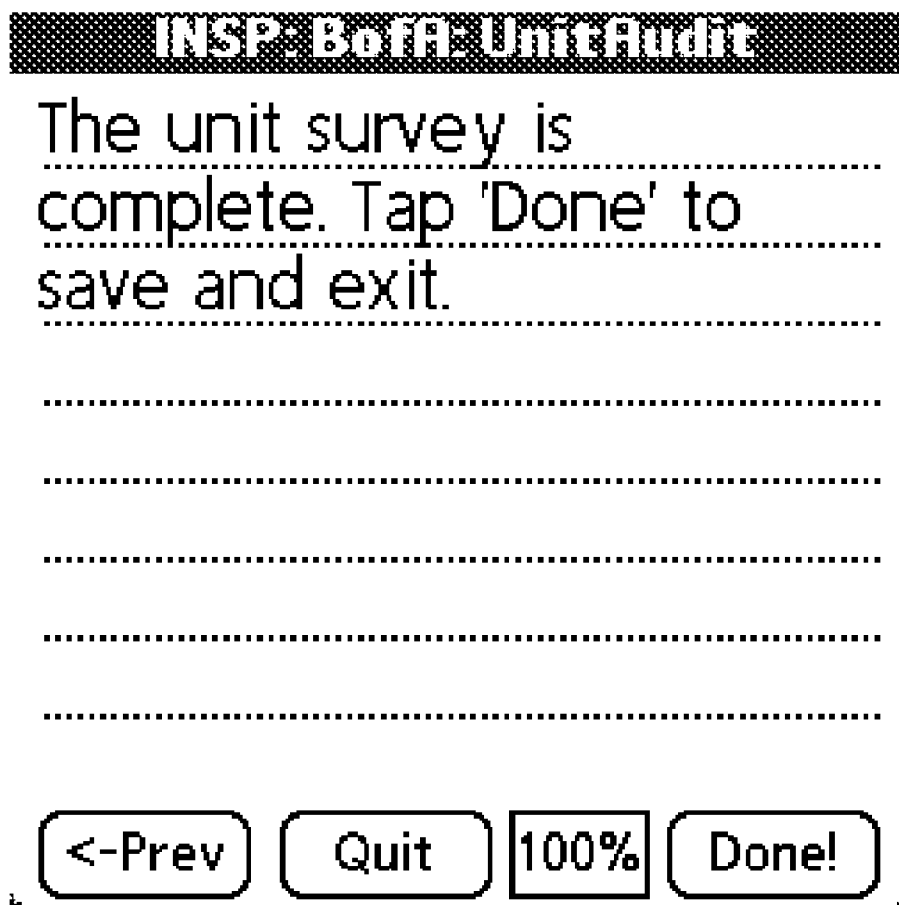 INSP: BofA: UnitAudit
The unit survey is
complete. Tap 'Done' to
save and exit.
<-Prev Quit 100% Done!